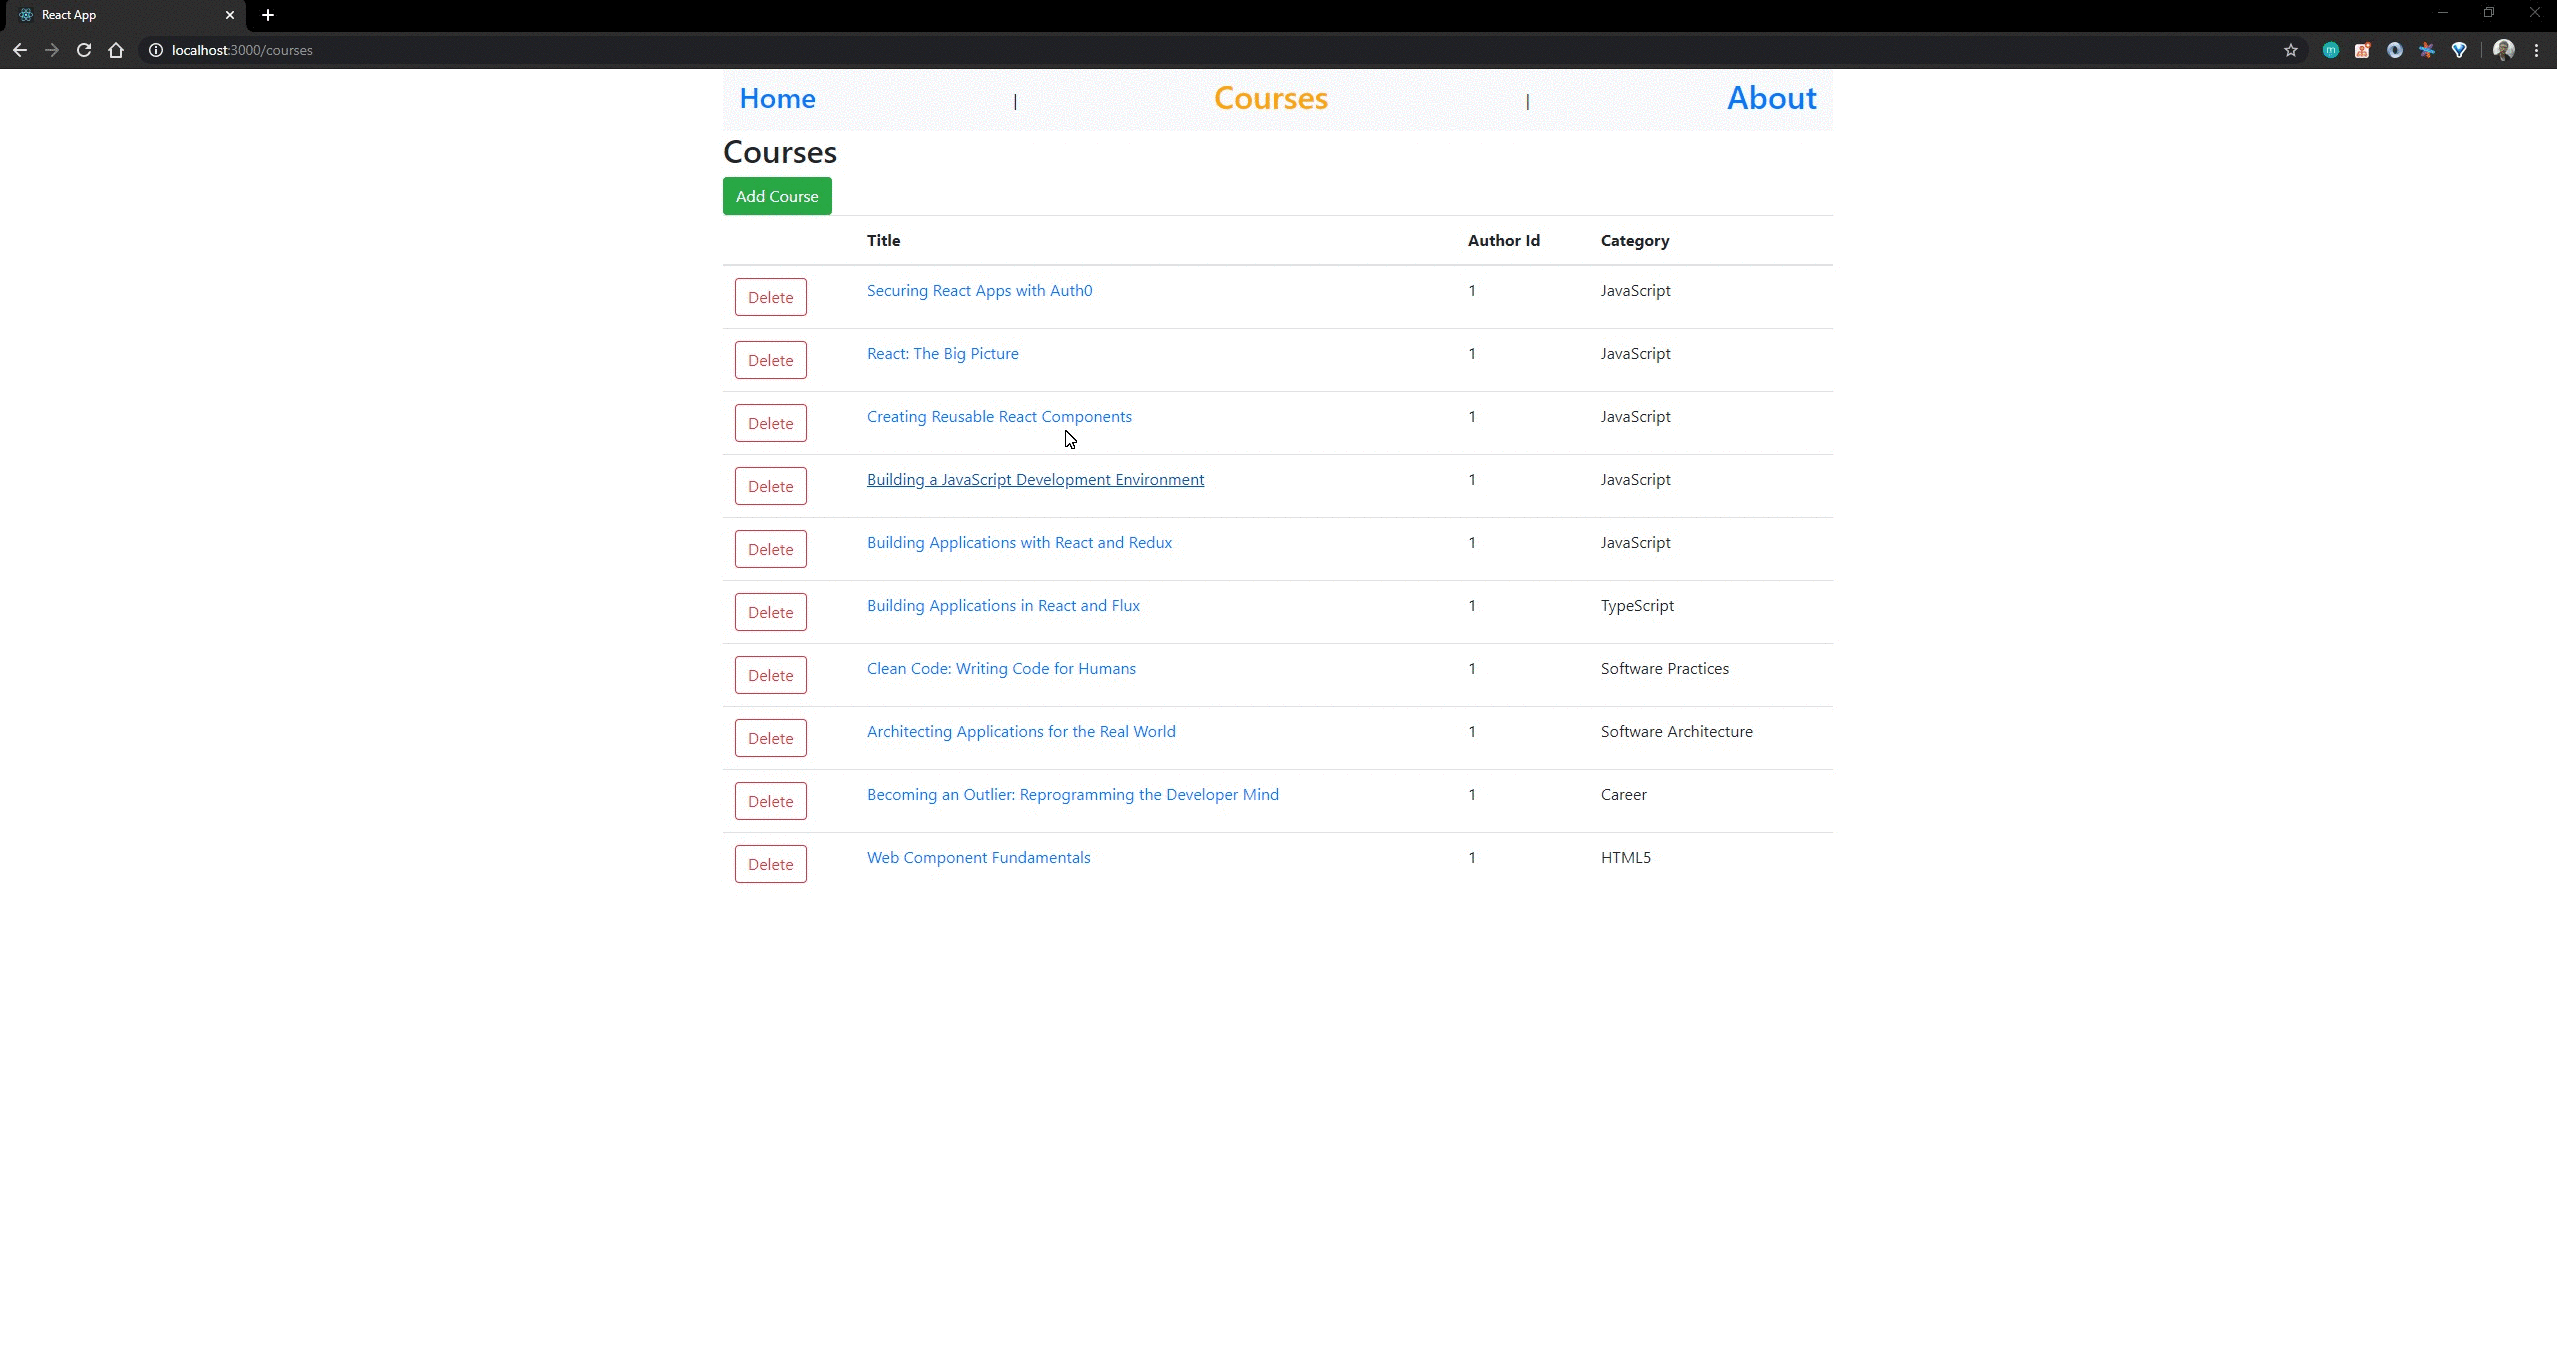 React App
localhost:3000/courses
Home | Courses | About
Courses
Add Course
Title Author Id Category
Delete Securing React Apps with Auth0 1 JavaScript
Delete React: The Big Picture 1 JavaScript
Delete Creating Reusable React Components 1 JavaScript
Delete Building a JavaScript Development Environment 1 JavaScript
Delete Building Applications with React and Redux 1 JavaScript
Delete Building Applications in React and Flux 1 TypeScript
Delete Clean Code: Writing Code for Humans 1 Software Practices
Delete Architecting Applications for the Real World 1 Software Architecture
Delete Becoming an Outlier: Reprogramming the Developer Mind 1 Career
Delete Web Component Fundamentals 1 HTML5